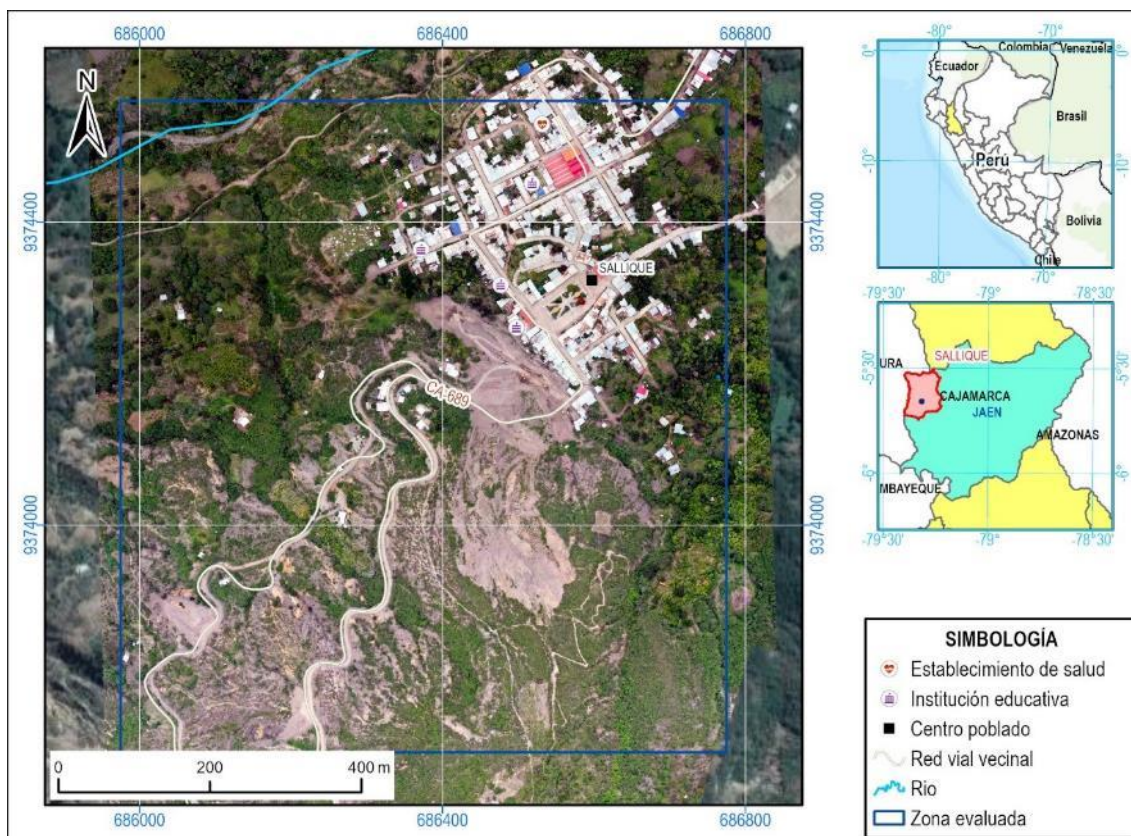 686000
686400
686800
N
9374400
9374400
SALLIQUE
CA-689
9374000
9374000
0
200
400 m
686000
686400
686800
-80°
-70°
0°
0°
Colombia
Venezuela
Ecuador
Brasil
-10°
-10°
Perú
Bolivia
Chile
-80°
-70°
-79°30'
-79°
-78°30'
URA
SALLIQUE
-5°30'
-5°30'
CAJAMARCA
JAEN
AMAZONAS
-6°
-6°
MBAYEQUE
-79°30'
-79°
-78°30'
SIMBOLOGÍA
Establecimiento de salud
Institución educativa
Centro poblado
Red vial vecinal
Rio
Zona evaluada